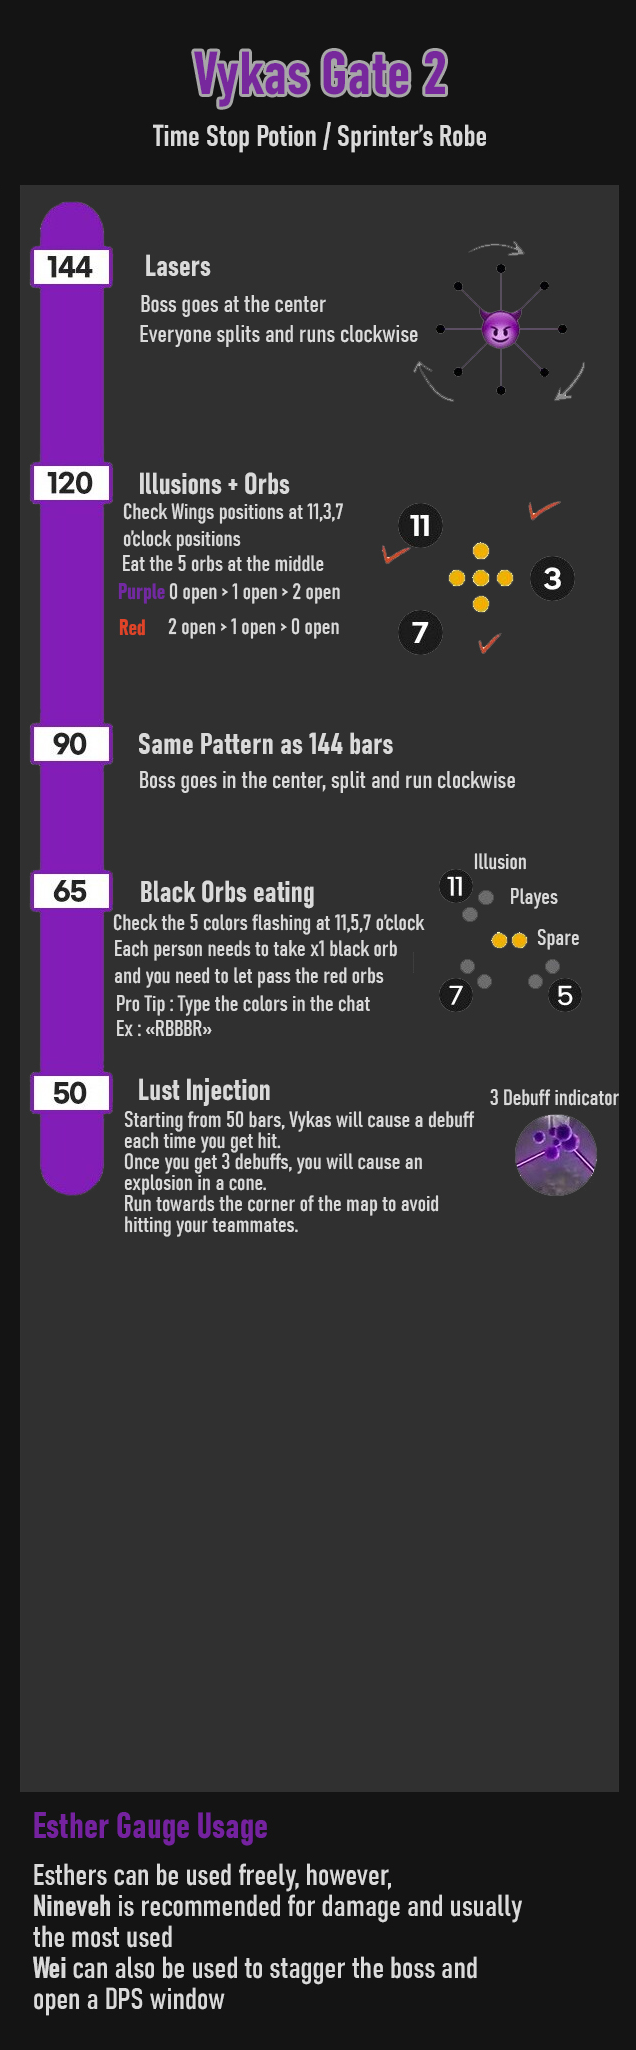 Vykas Gate 2
Time Stop Potion / Sprinter's Robe
144
Lasers
Boss goes at the center
Everyone splits and runs clockwise
120
Illusions + Orbs
Check Wings positions at 11,3,7
o'clock positions
Eat the 5 orbs at the middle
Purple 0 open > 1 open > 2 open
Red 2 open > 1 open > 0 open
11
3
7
90
Same Pattern as 144 bars
Boss goes in the center, split and run clockwise
65
Black Orbs eating
Check the 5 colors flashing at 11,5,7 o'clock
Each person needs to take x1 black orb
and you need to let pass the red orbs
Pro Tip : Type the colors in the chat
Ex : «RBBBR»
Illusion
11
Playes
Spare
7
5
50
Lust Injection
Starting from 50 bars, Vykas will cause a debuff
each time you get hit.
Once you get 3 debuffs, you will cause an
explosion in a cone.
Run towards the corner of the map to avoid
hitting your teammates.
3 Debuff indicator
Esther Gauge Usage
Esthers can be used freely, however,
Nineveh is recommended for damage and usually
the most used
Wei can also be used to stagger the boss and
open a DPS window